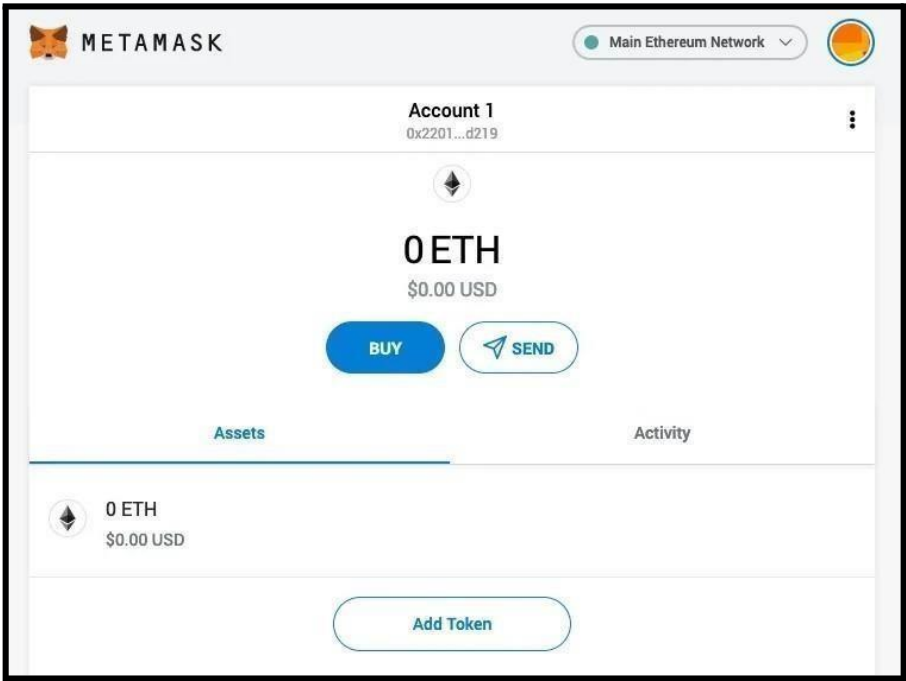 METAMASK
Main Ethereum Network
Account 1
0x2201...d219
0 ETH
$0.00 USD
BUY
SEND
Assets
Activity
0 ETH
$0.00 USD
Add Token